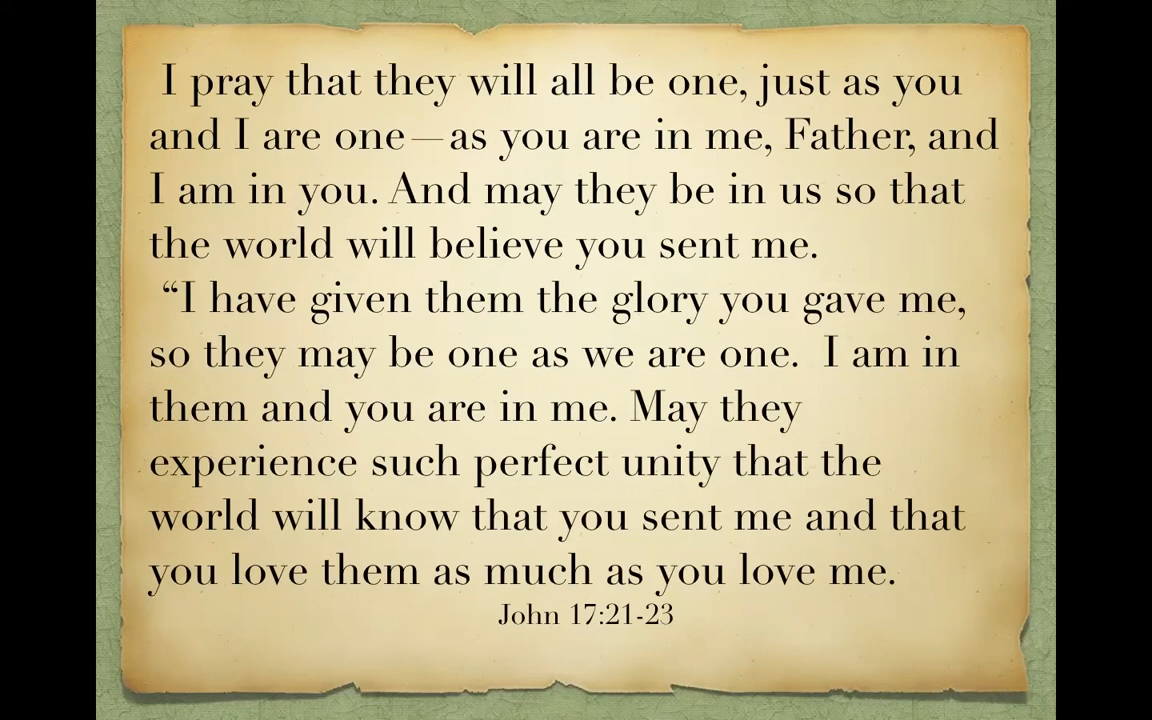 I pray that they will all be one, just as you
and I are one—as you are in me, Father, and
I am in you. And may they be in us so that
the world will believe you sent me.
“I have given them the glory you gave me,
so they may be one as we are one.  I am in
them and you are in me. May they
experience such perfect unity that the
world will know that you sent me and that
you love them as much as you love me.
John 17:21-23